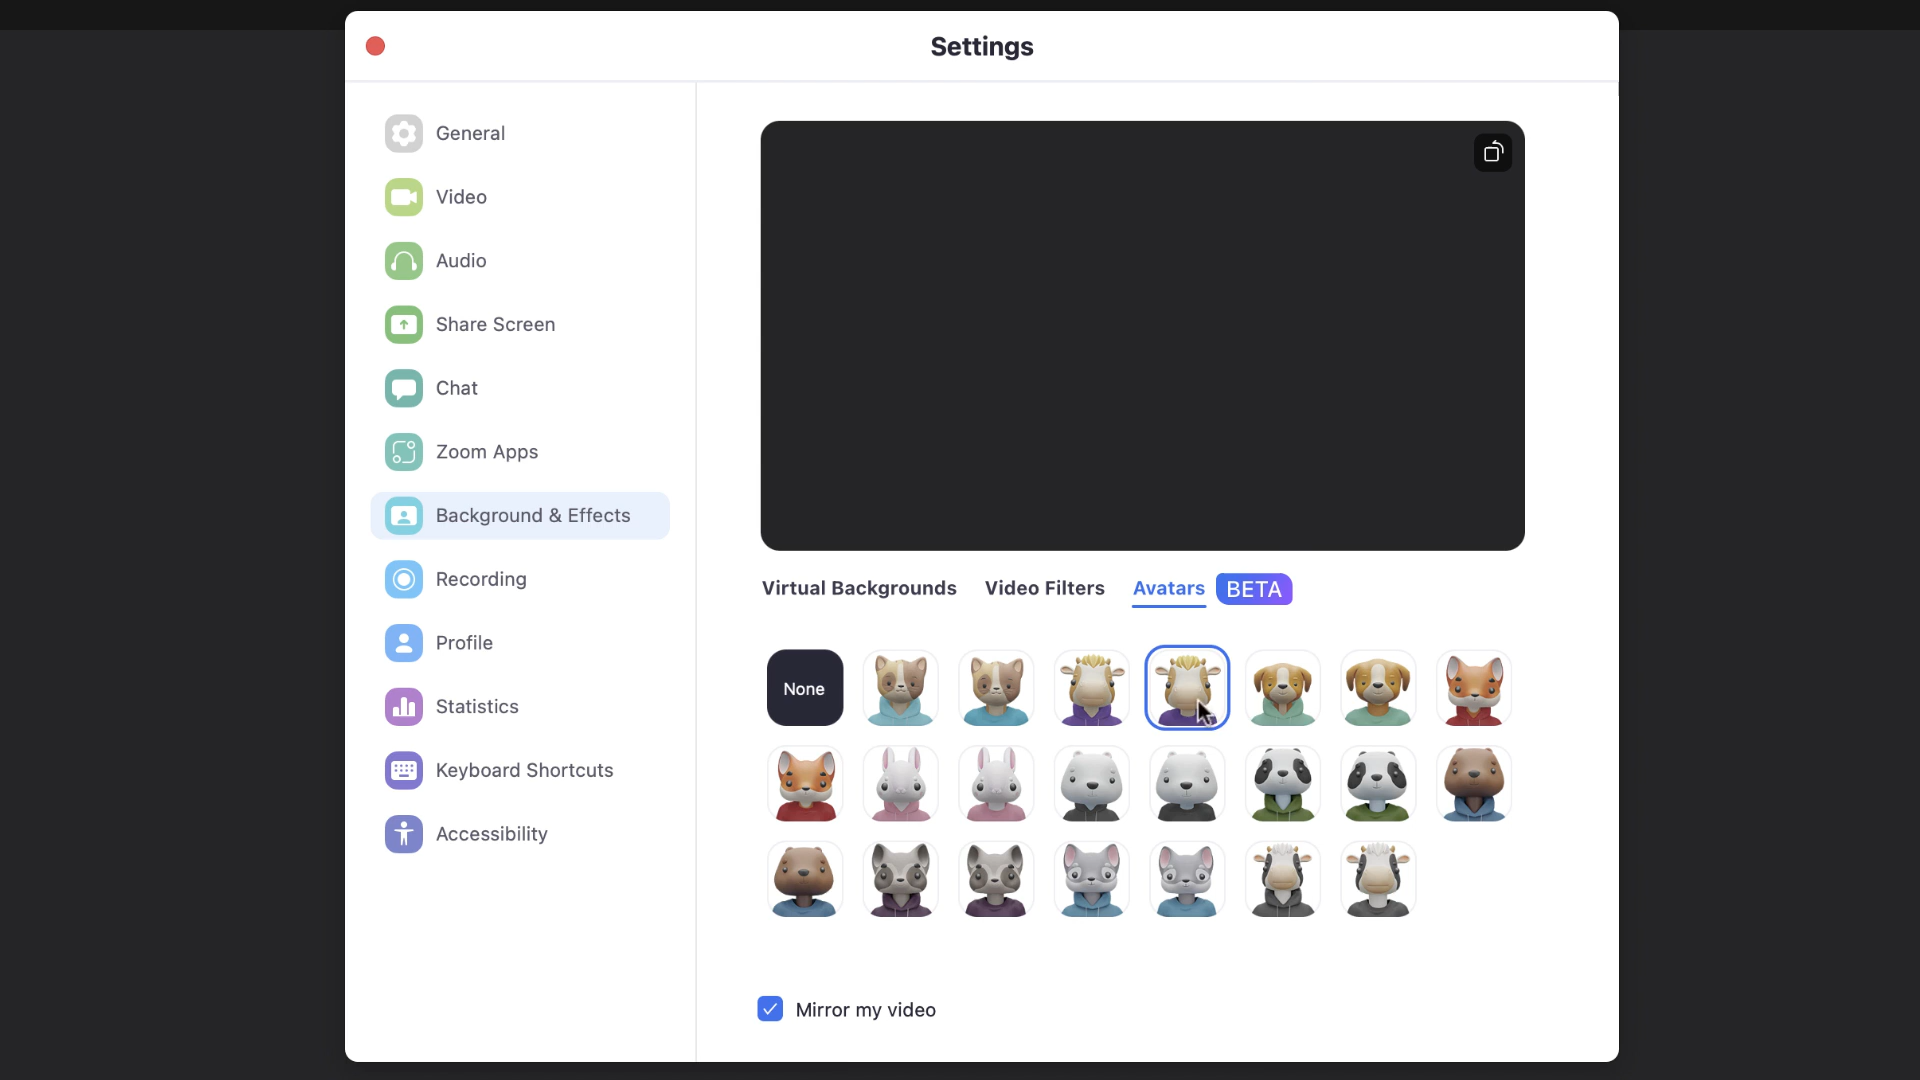 Settings
General
Video
Audio
Share Screen
Chat
Zoom Apps
Background & Effects
Recording
Profile
Statistics
Keyboard Shortcuts
Accessibility
Virtual Backgrounds Video Filters Avatars BETA
None
Mirror my video